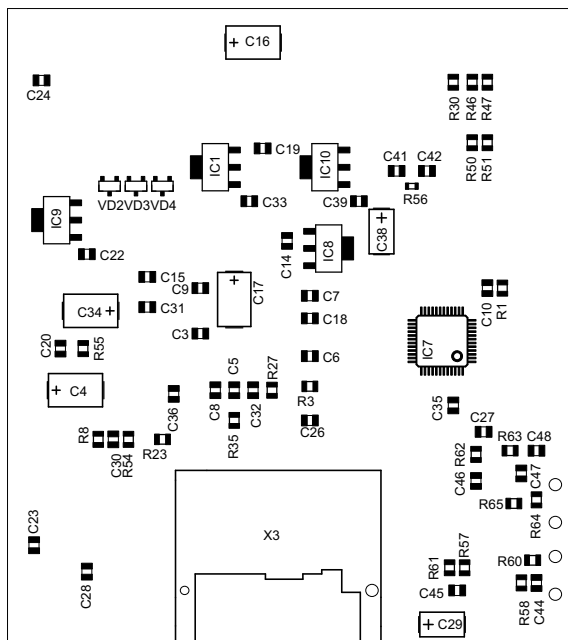 + C16
C24
R30
R46
R47
C19
IC1
IC10
C41
C42
R50
R51
R56
VD2
VD3
VD4
C33
C39
IC9
C38 +
C22
C14
IC8
C15
C9
+
C17
C7
C10
R1
C34 +
C31
C18
C3
IC7
C20
R55
C6
+ C4
C36
C8
C5
C32
R27
R3
C35
R8
C30
R54
R23
R35
C26
C27
R62
R63
C48
C46
C47
R65
R64
C23
X3
C28
R61
R57
R60
C45
R58
C44
+ C29